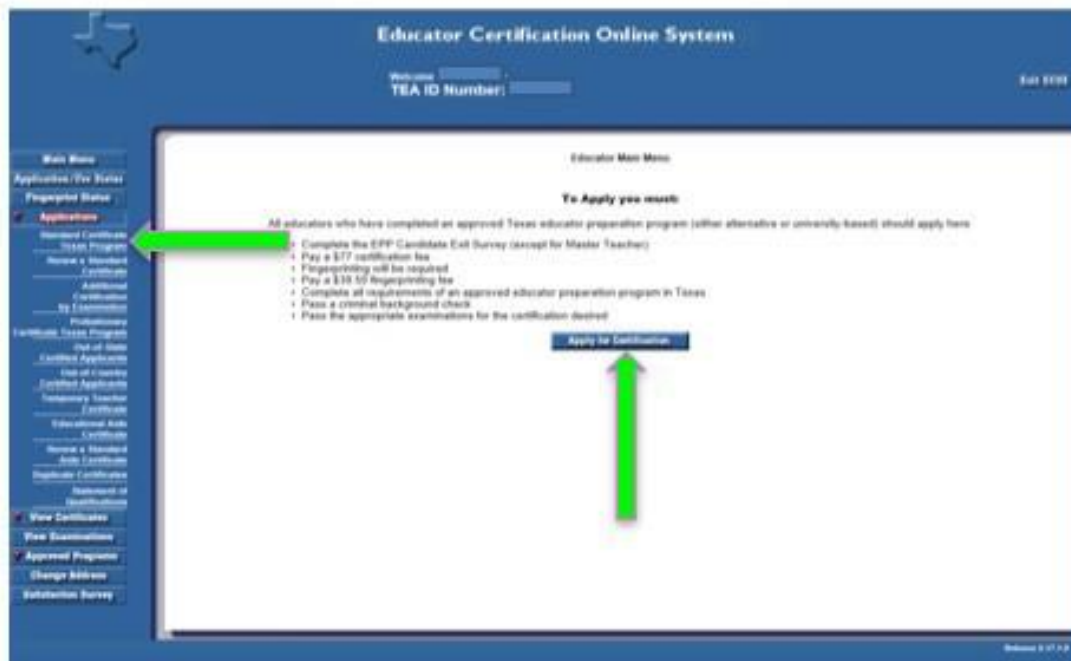 Educator Certification Online System
Welcome
TEA ID Number:
Exit ECOS
Main Menu
Application/Fee Status
Fingerprint Status
Applications
Standard Certificate
Texas Program
Renew a Standard
Certificate
Additional
Certification
by Examination
Probationary
Certificate Texas Program
Out of State
Certified Applicants
Out of Country
Certified Applicants
Temporary Teacher
Certificate
Educational Aide
Certificate
Renew a Standard
Aide Certificate
Duplicate Certificates
Statement of
Qualifications
View Certificates
View Examinations
Approved Programs
Change Address
Satisfaction Survey
Educator Main Menu
To Apply you must:
All educators who have completed an approved Texas educator preparation program (either alternative or university-based) should apply here
Complete the EPP Candidate Exit Survey (except for Master Teacher)
Pay a $77 certification fee
Fingerprinting will be required
Pay a $39.50 fingerprinting fee
Complete all requirements of an approved educator preparation program in Texas
Pass a criminal background check
Pass the appropriate examinations for the certification desired
Apply for Certification
Release